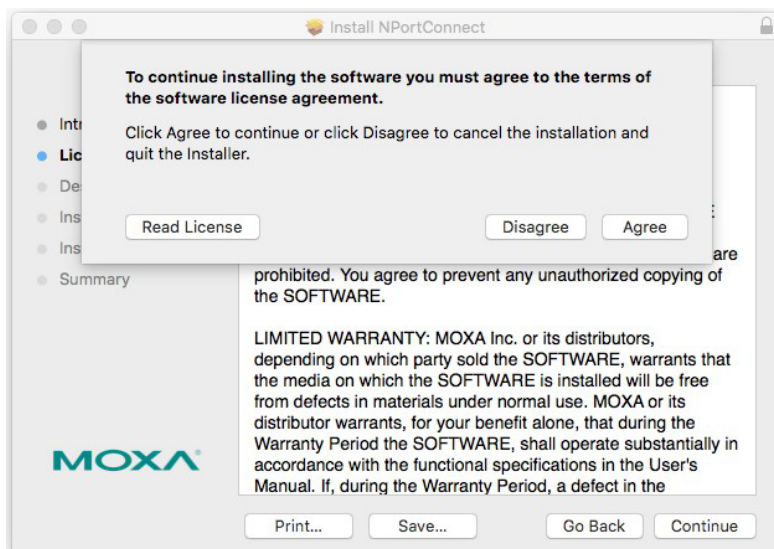 Install NPortConnect
To continue installing the software you must agree to the terms of
the software license agreement.
Click Agree to continue or click Disagree to cancel the installation and
quit the Installer.
Read License
Disagree
Agree
Intr
Lic
De
Ins
Ins
Summary
are
prohibited. You agree to prevent any unauthorized copying of
the SOFTWARE.
LIMITED WARRANTY: MOXA Inc. or its distributors,
depending on which party sold the SOFTWARE, warrants that
the media on which the SOFTWARE is installed will be free
from defects in materials under normal use. MOXA or its
distributor warrants, for your benefit alone, that during the
Warranty Period the SOFTWARE, shall operate substantially in
accordance with the functional specifications in the User's
Manual. If, during the Warranty Period, a defect in the
MOXA®
Print...
Save...
Go Back
Continue